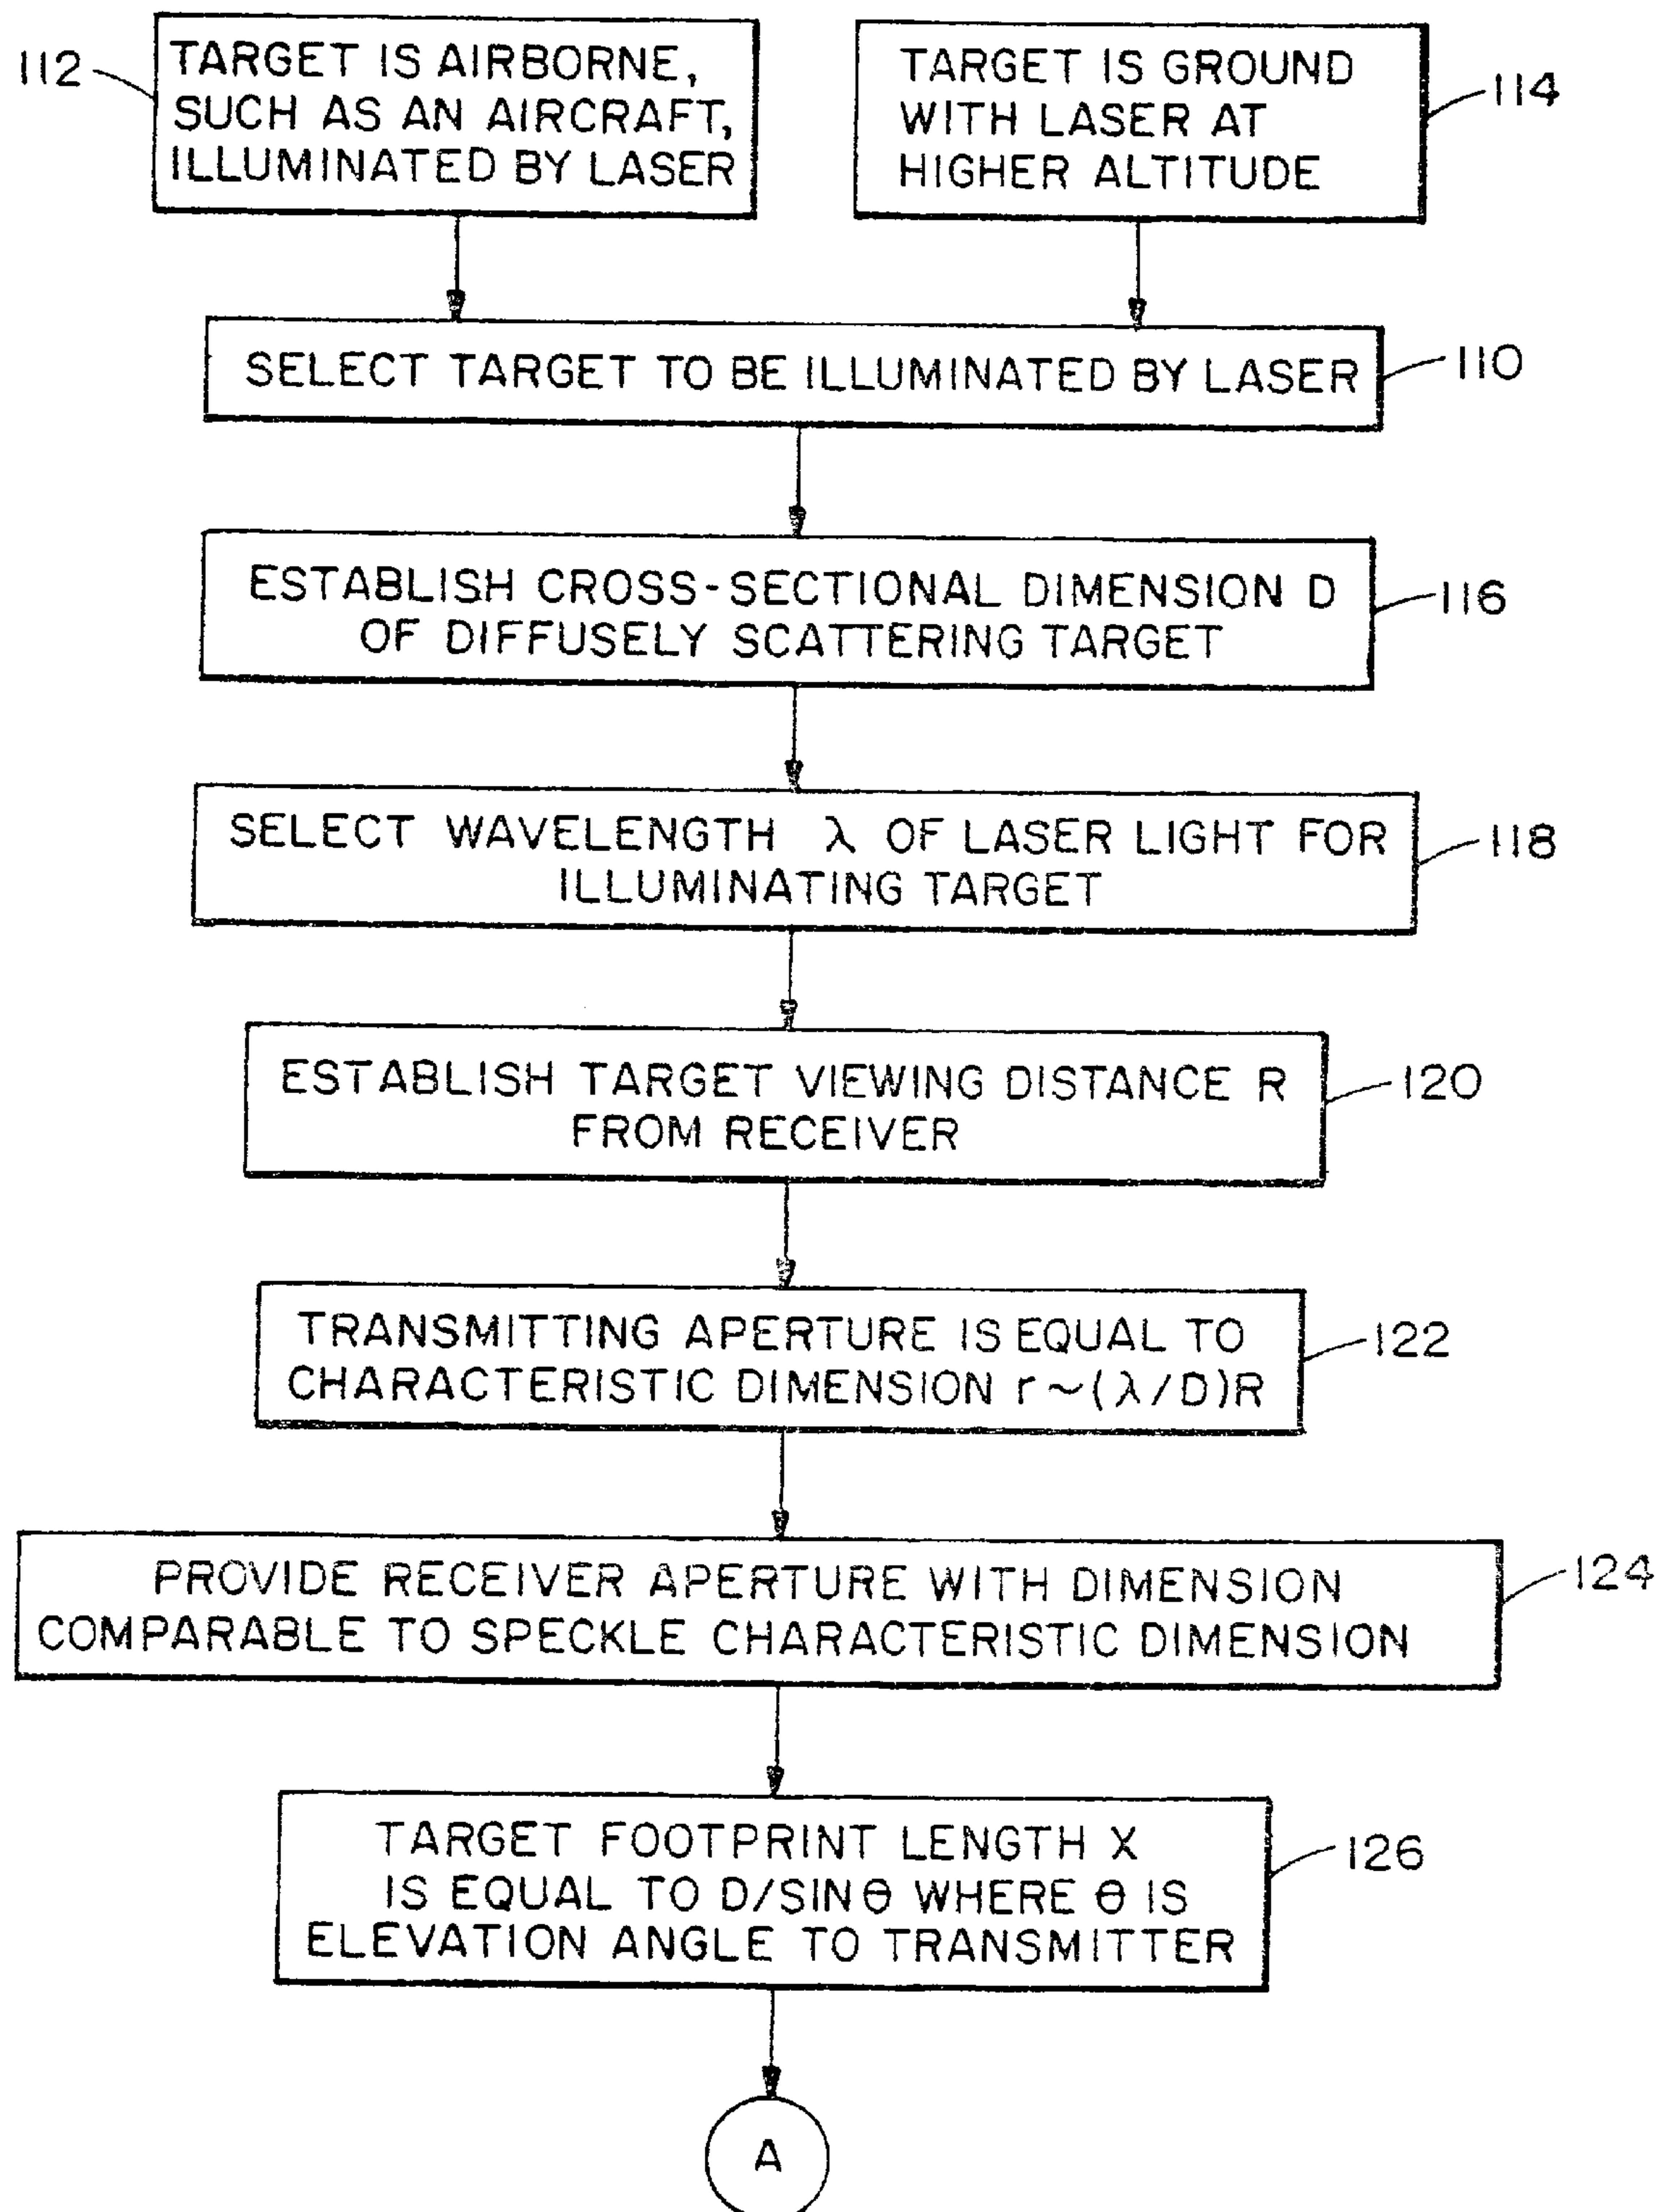 112
TARGET IS AIRBORNE,
SUCH AS AN AIRCRAFT,
ILLUMINATED BY LASER
TARGET IS GROUND
WITH LASER AT
HIGHER ALTITUDE
114
SELECT TARGET TO BE ILLUMINATED BY LASER
110
ESTABLISH CROSS-SECTIONAL DIMENSION D
OF DIFFUSELY SCATTERING TARGET
116
SELECT WAVELENGTH λ OF LASER LIGHT FOR
ILLUMINATING TARGET
118
ESTABLISH TARGET VIEWING DISTANCE R
FROM RECEIVER
120
TRANSMITTING APERTURE IS EQUAL TO
CHARACTERISTIC DIMENSION r~(λ/D)R
122
PROVIDE RECEIVER APERTURE WITH DIMENSION
COMPARABLE TO SPECKLE CHARACTERISTIC DIMENSION
124
TARGET FOOTPRINT LENGTH X
IS EQUAL TO D/SINθ WHERE θ IS
ELEVATION ANGLE TO TRANSMITTER
126
A